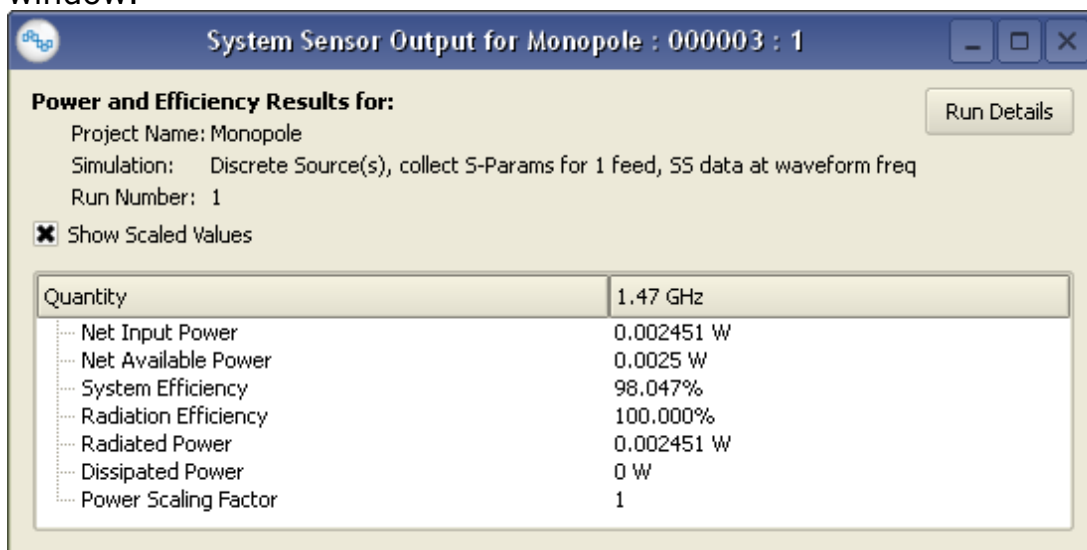 window.
System Sensor Output for Monopole : 000003 : 1
Power and Efficiency Results for:
Run Details
Project Name: Monopole
Simulation: Discrete Source(s), collect S-Params for 1 feed, SS data at waveform freq
Run Number: 1
Show Scaled Values
Quantity 1.47 GHz
Net Input Power 0.002451 W
Net Available Power 0.0025 W
System Efficiency 98.047%
Radiation Efficiency 100.000%
Radiated Power 0.002451 W
Dissipated Power 0 W
Power Scaling Factor 1